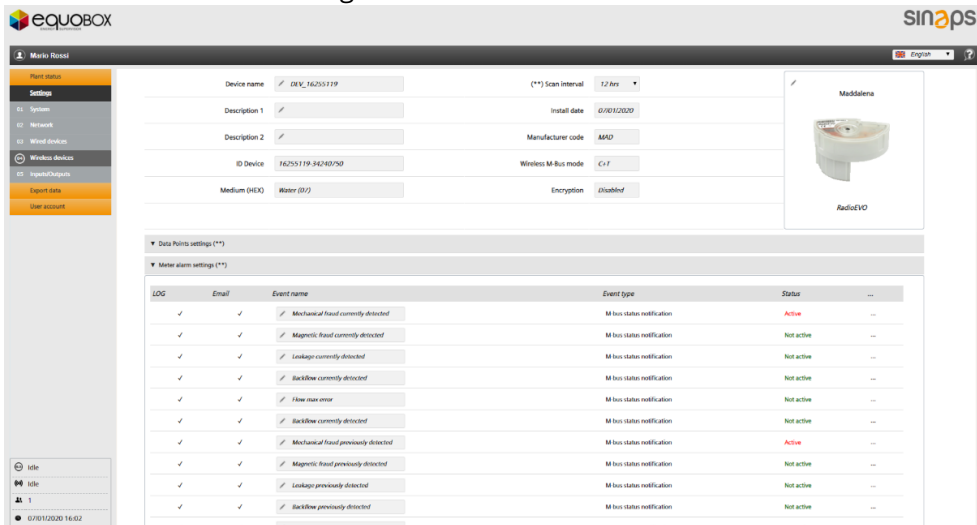 equoBOX
ENERGY SUPERVISOR
sinaps
Mario Rossi
English
?
Plant status
Settings
01 System
02 Network
03 Wired devices
04 Wireless devices
05 Inputs/Outputs
Export data
User account
Device name DEV_16255119
(**) Scan interval 12 hrs
Description 1
Install date 07/01/2020
Description 2
Manufacturer code MAD
ID Device 16255119-34240750
Wireless M-Bus mode C+T
Medium (HEX) Water (07)
Encryption Disabled
Maddalena
RadioEVO
▼ Data Points settings (**)
▼ Meter alarm settings (**)
LOG Email Event name Event type Status ...
✓ ✓ Mechanical fraud currently detected M-bus status notification Active ...
✓ ✓ Magnetic fraud currently detected M-bus status notification Not active ...
✓ ✓ Leakage currently detected M-bus status notification Not active ...
✓ ✓ Backflow currently detected M-bus status notification Not active ...
✓ ✓ Flow max error M-bus status notification Not active ...
✓ ✓ Backflow currently detected M-bus status notification Not active ...
✓ ✓ Mechanical fraud previously detected M-bus status notification Active ...
✓ ✓ Magnetic fraud previously detected M-bus status notification Not active ...
✓ ✓ Leakage previously detected M-bus status notification Not active ...
✓ ✓ Backflow previously detected M-bus status notification Not active ...
Idle
Idle
1
07/01/2020 16:02